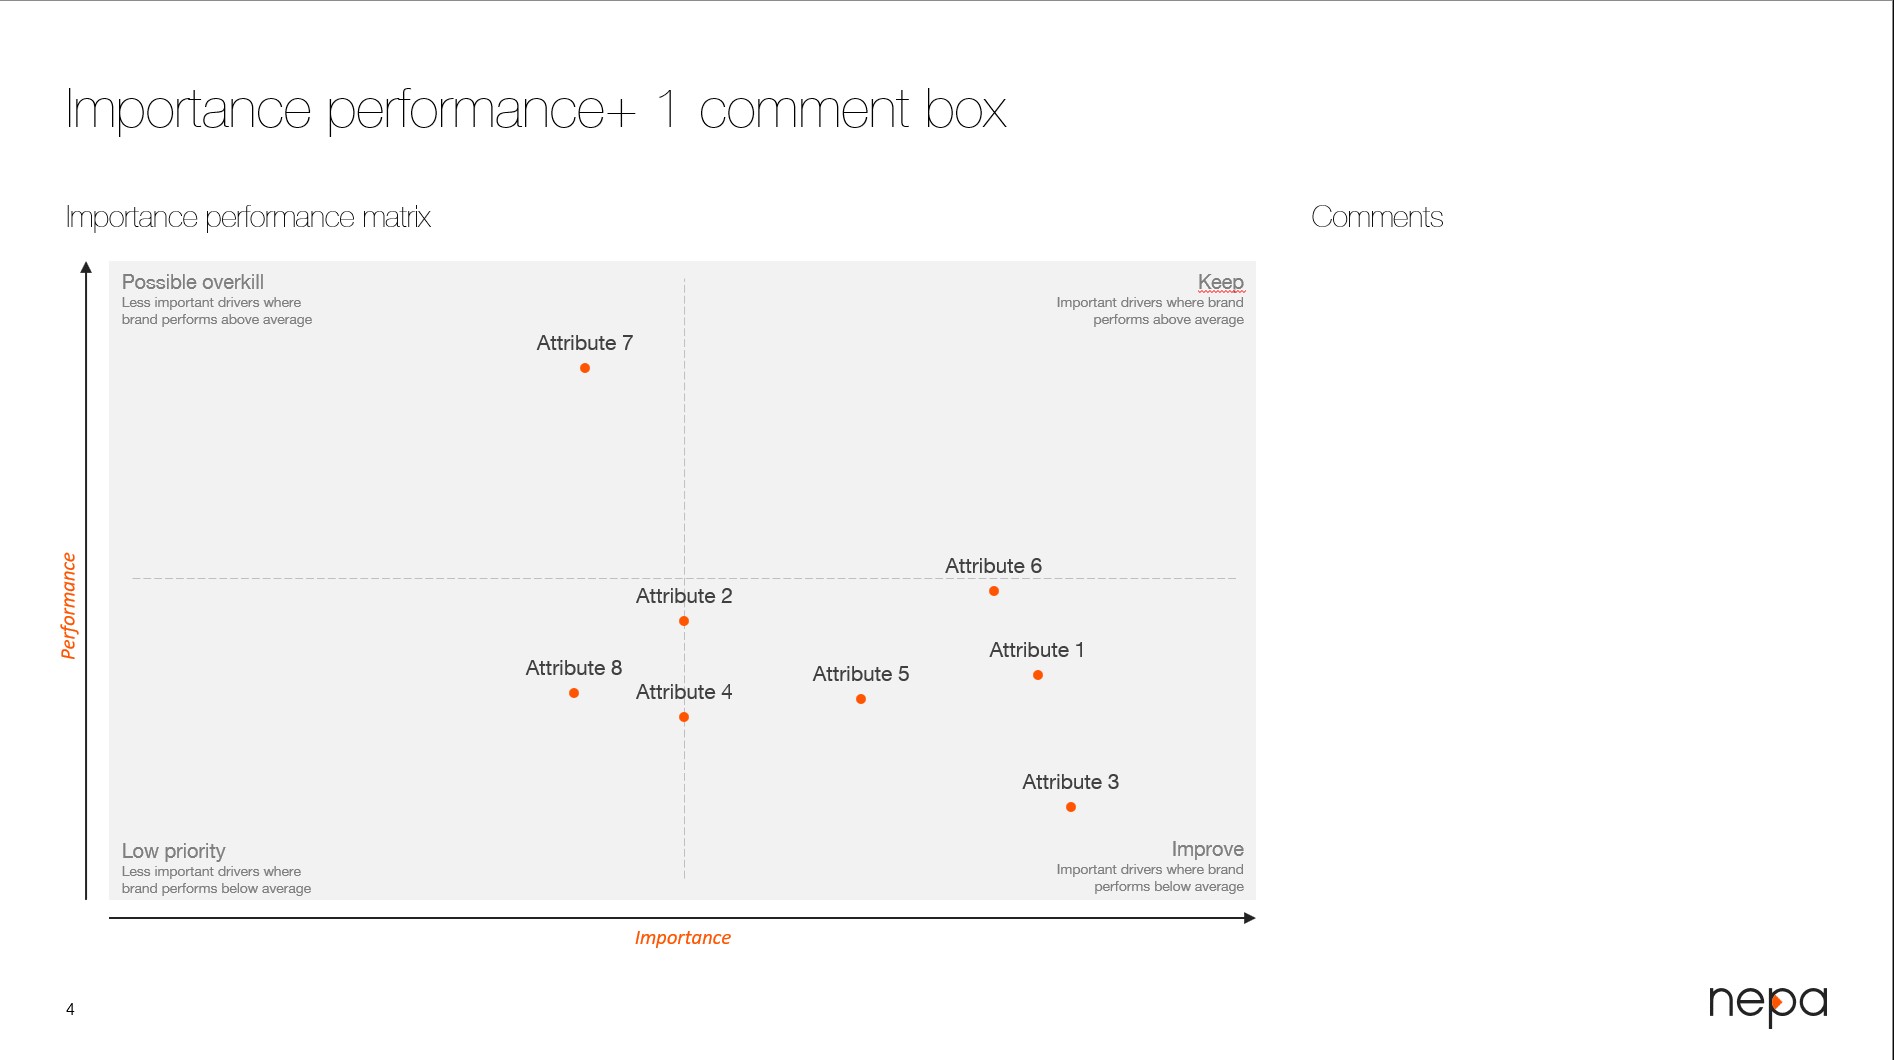 Importance performance+ 1 comment box
Importance performance matrix
Comments
Possible overkill
Less important drivers where
brand performs above average
Keep
Important drivers where brand
performs above average
Attribute 7
Attribute 6
Attribute 2
Attribute 1
Attribute 8
Attribute 5
Attribute 4
Attribute 3
Performance
Low priority
Less important drivers where
brand performs below average
Improve
Important drivers where brand
performs below average
Importance
4
nepa